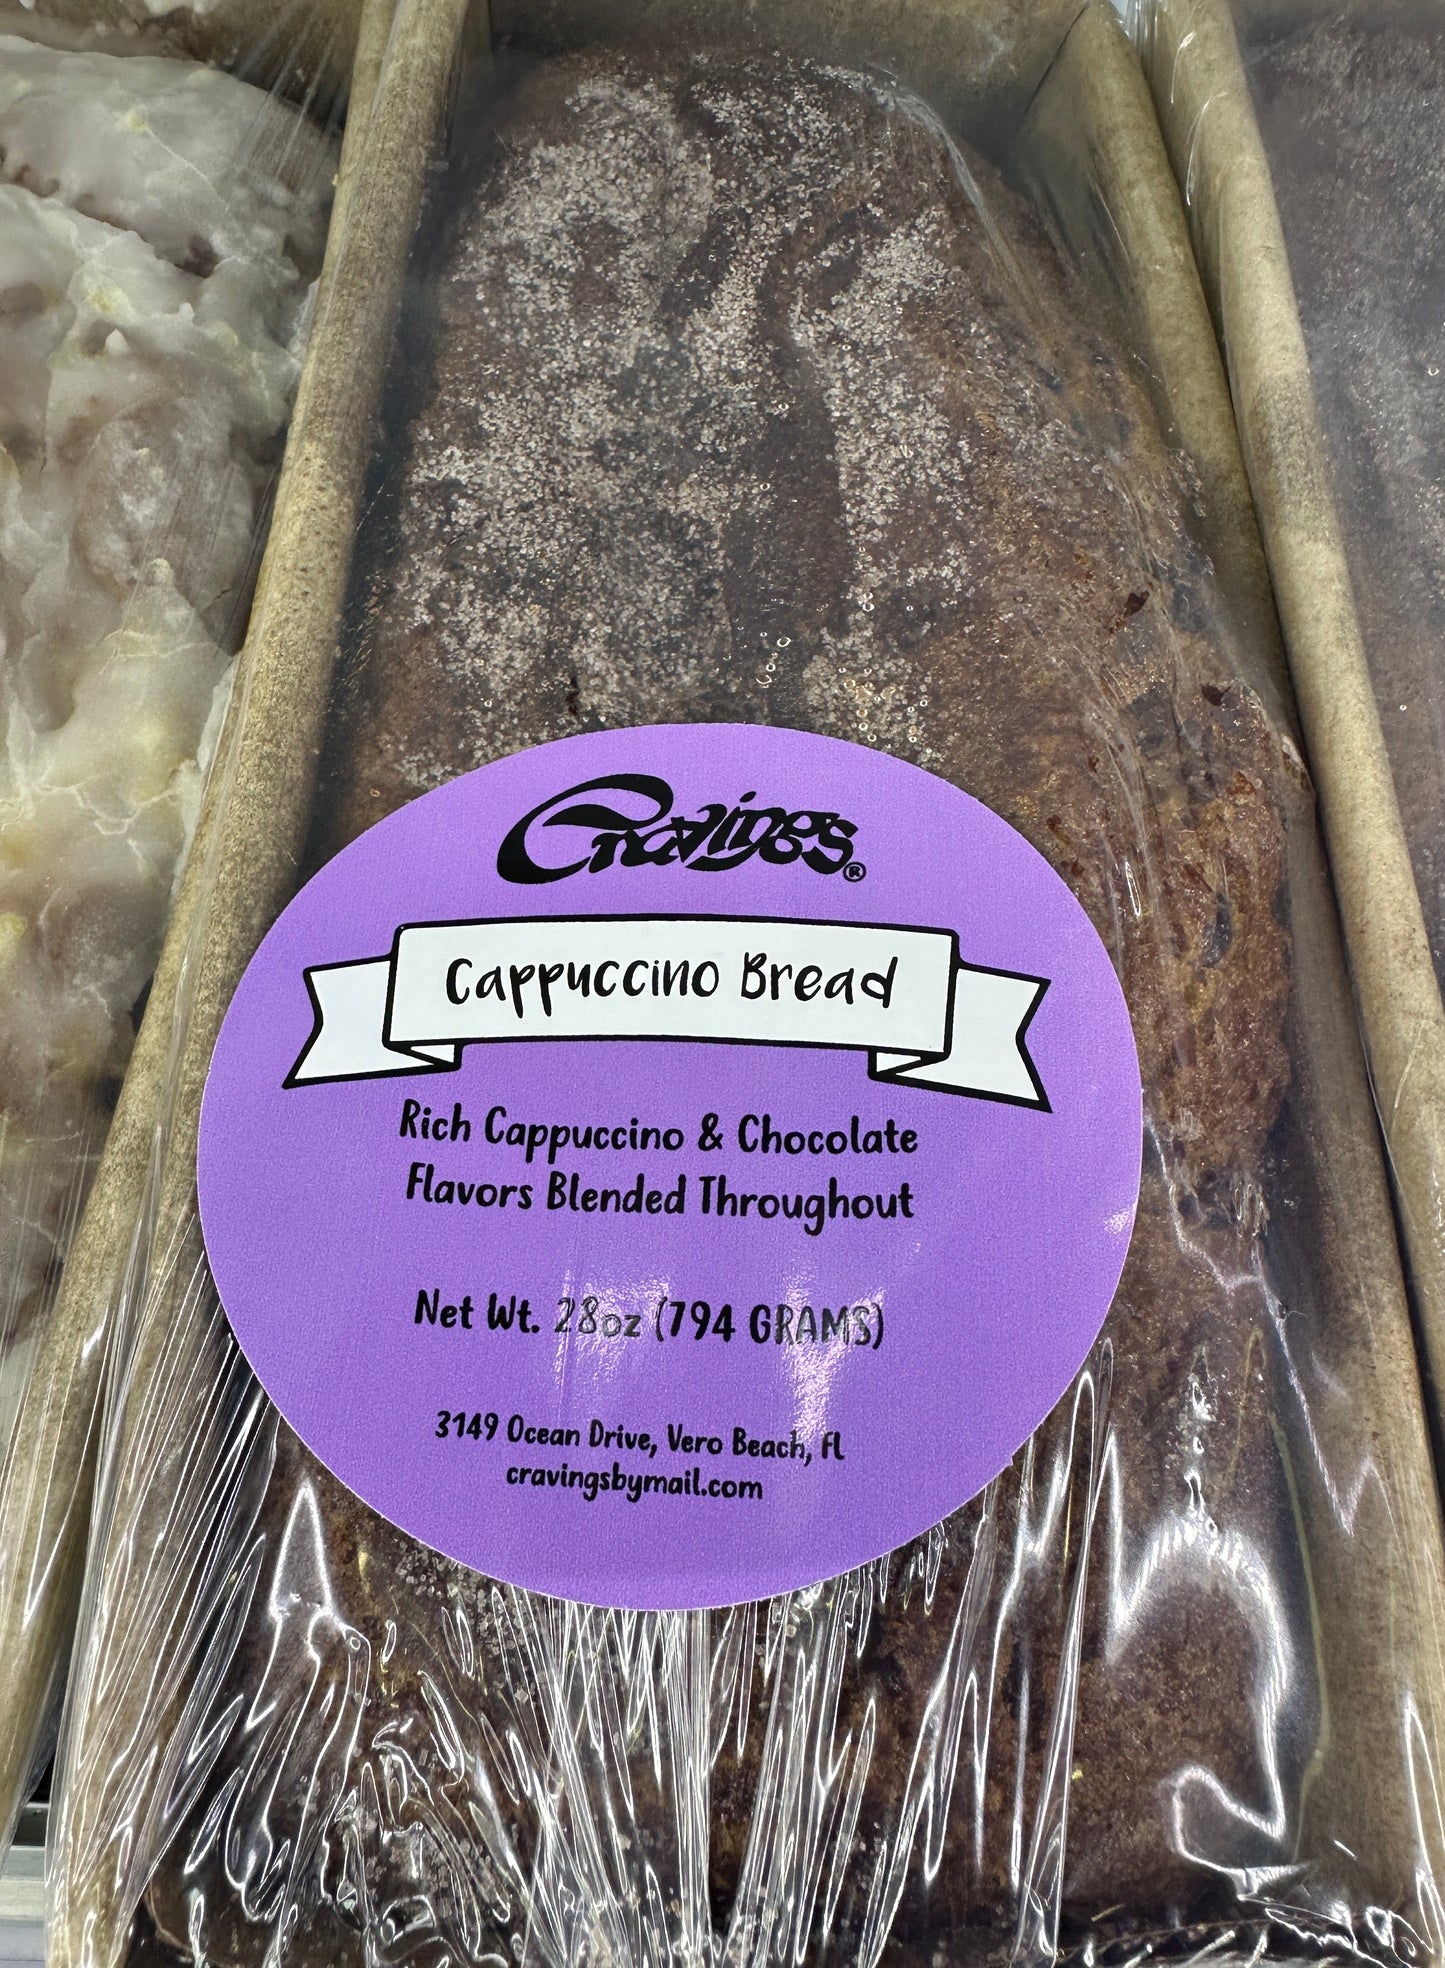 Cravings®
Cappuccino Bread
Rich Cappuccino & Chocolate
Flavors Blended Throughout
Net Wt. 28oz (794 GRAMS)
3149 Ocean Drive, Vero Beach, Fl
cravingsbymail.com